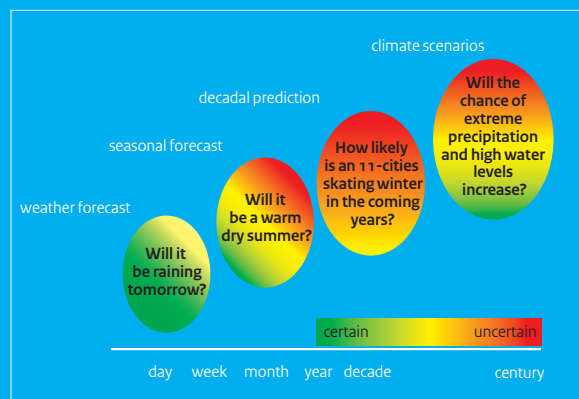 climate scenarios
Will the
chance of
extreme
precipitation
and high water
levels
increase?
decadal prediction
How likely
is an 11-cities
skating winter
in the coming
years?
seasonal forecast
Will it
be a warm
dry summer?
weather forecast
Will it
be raining
tomorrow?
certain uncertain
day week month year decade century